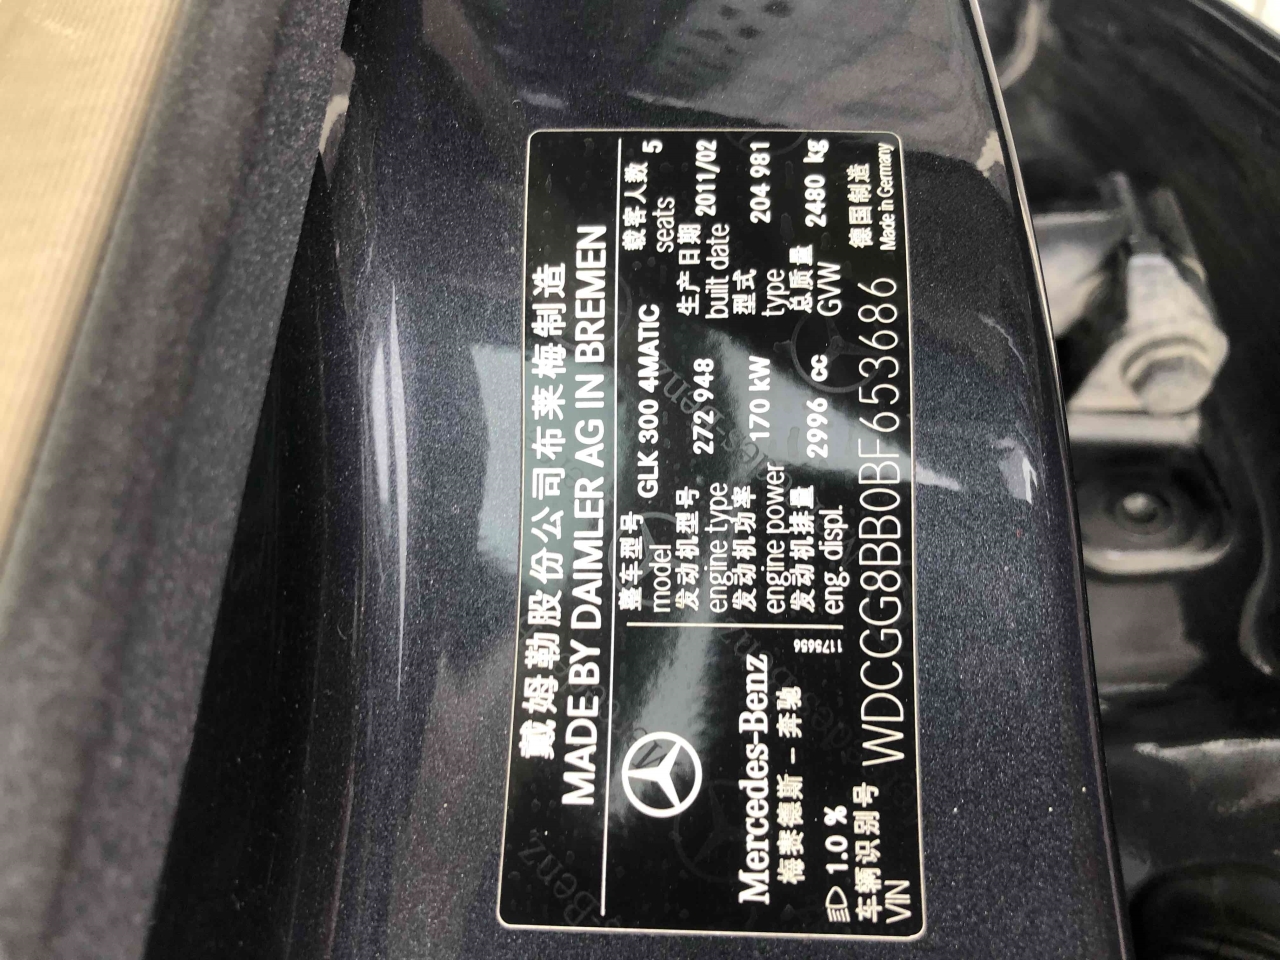 戴姆勒股份公司布莱梅制造
MADE BY DAIMLER AG IN BREMEN
Mercedes-Benz
梅赛德斯-奔驰
1.0 %
1175656
整车型号 GLK 300 4MATIC 载客人数 5
model seats
发动机型号 272 948 生产日期 2011/02
engine type built date
发动机功率 170 kW 型式 204 981
engine power type
发动机排量 2996 cc 总质量 2480 kg
eng. displ. GVW
车辆识别号 WDCGG8BB0BF653686 德国制造
VIN Made in Germany